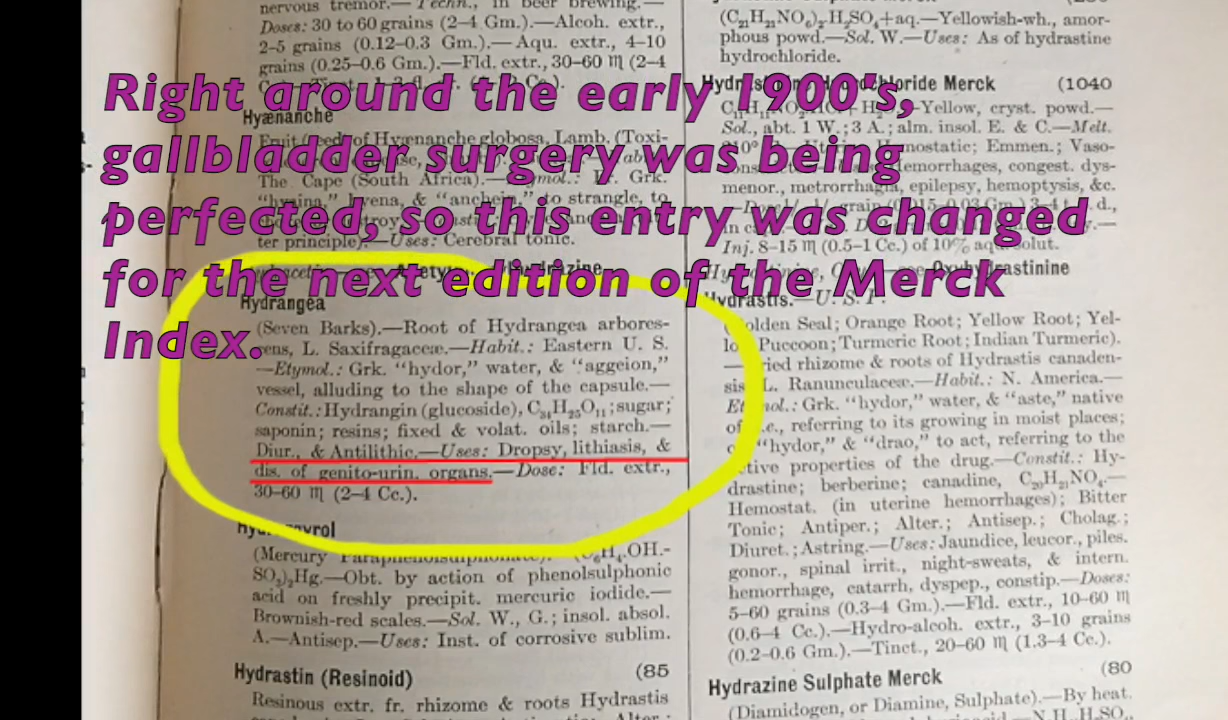 Right around the early 1900's,
gallbladder surgery was being
perfected, so this entry was changed
for the next edition of the Merck
Index.
nervous tremor.— Techn., in beer brewing.—
Doses: 30 to 60 grains (2–4 Gm.).—Alcoh. extr.,
2–5 grains (0.12–0.3 Gm.).—Aqu. extr., 4–10
grains (0.25–0.6 Gm.).—Fld. extr., 30–60 ♏ (2–4
Hyænanche
Fruit (seed) of Hyænanche globosa, Lamb. (Toxi-
The Cape (South Africa).— Grk.
to strangle,
ter principle).—Uses: Cerebral tonic.
Hydrangea
(Seven Barks).—Root of Hydrangea arbores-
cens, L. Saxifragaceæ.—Habit.: Eastern U. S.
—Etymol.: Grk. “hydor,” water, & “aggeion,”
vessel, alluding to the shape of the capsule.—
Constit.: Hydrangin (glucoside), C₃₄H₂₅O₁₁; sugar;
saponin; resins; fixed & volat. oils; starch.—
Diur., & Antilithic.—Uses: Dropsy, lithiasis, &
dis. of genito-urin. organs.—Dose: Fld. extr.,
30–60 ♏ (2–4 Cc.).
(Mercury
SO₃)₂Hg.—Obt. by action of phenolsulphonic
acid on freshly precipit. mercuric iodide.—
Brownish-red scales.—Sol. W., G.; insol. absol.
A.—Antisep.—Uses: Inst. of corrosive sublim.
Hydrastin (Resinoid) (85
Resinous extr. fr. rhizome & roots Hydrastis
(C₂₁H₂₁NO₆)₂.H₂SO₄+aq.—Yellowish-wh., amor-
phous powd.—Sol. W.—Uses: As of hydrastine
hydrochloride.
Merck (1040
Yellow, cryst. powd.—
Sol., abt. 1 W.; 3 A.; alm. insol. E. & C.—Melt.
Emmen.; Vaso-
hemorrhages, congest. dys-
menor., metrorrhagia, epilepsy, hemoptysis, &c.
Inj. 8–15 ♏ (0.5–1 Cc.) of 10% aqu. solut.
Hydrastis.—U. S. P.
(Golden Seal; Orange Root; Yellow Root; Yel-
low Puccoon; Turmeric Root; Indian Turmeric).
—Dried rhizome & roots of Hydrastis canaden-
sis, L. Ranunculaceæ.—Habit.: N. America.—
Etymol.: Grk. “hydor,” water, & “aste,” native
of, i.e., referring to its growing in moist places;
or “hydor,” & “drao,” to act, referring to the
active properties of the drug.—Constit.: Hy-
drastine; berberine; canadine, C₂₀H₂₁NO₄.—
Hemostat. (in uterine hemorrhages); Bitter
Tonic; Antiper.; Alter.; Antisep.; Cholag.;
Diuret.; Astring.—Uses: Jaundice, leucor., piles.
gonor., spinal irrit., night-sweats, & intern.
hemorrhage, catarrh, dyspep., constip.—Doses:
5–60 grains (0.3–4 Gm.).—Fld. extr., 10–60 ♏
(0.6–4 Cc.).—Hydro-alcoh. extr., 3–10 grains
(0.2–0.6 Gm.).—Tinct., 20–60 ♏ (1.3–4 Cc.).
Hydrazine Sulphate Merck (80
(Diamidogen, or Diamine, Sulphate).—By heat.